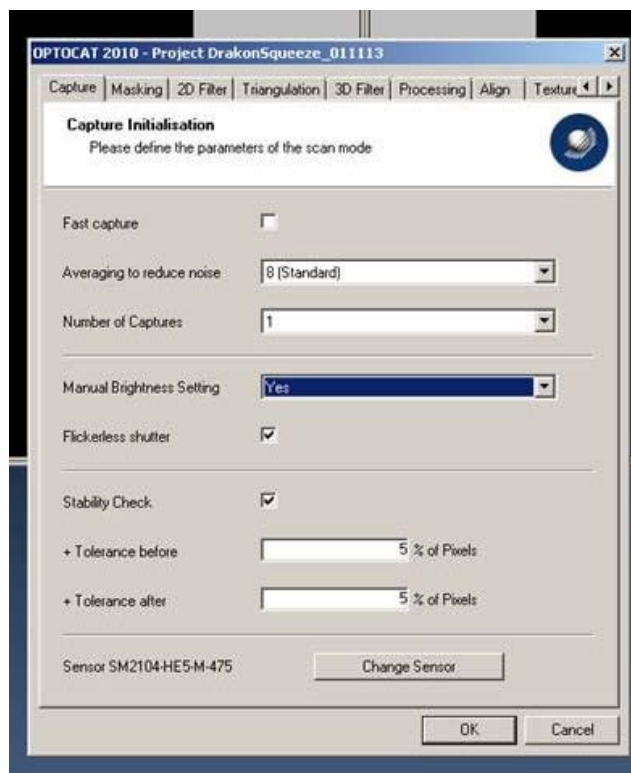 OPTOCAT 2010 - Project DrakonSqueeze_011113
Capture Masking 2D Filter Triangulation 3D Filter Processing Align Texture
Capture Initialisation
Please define the parameters of the scan mode
Fast capture
Averaging to reduce noise 8 (Standard)
Number of Captures 1
Manual Brightness Setting Yes
Flickerless shutter
Stability Check
+ Tolerance before 5 % of Pixels
+ Tolerance after 5 % of Pixels
Sensor SM2104-HE5-M-475 Change Sensor
OK Cancel